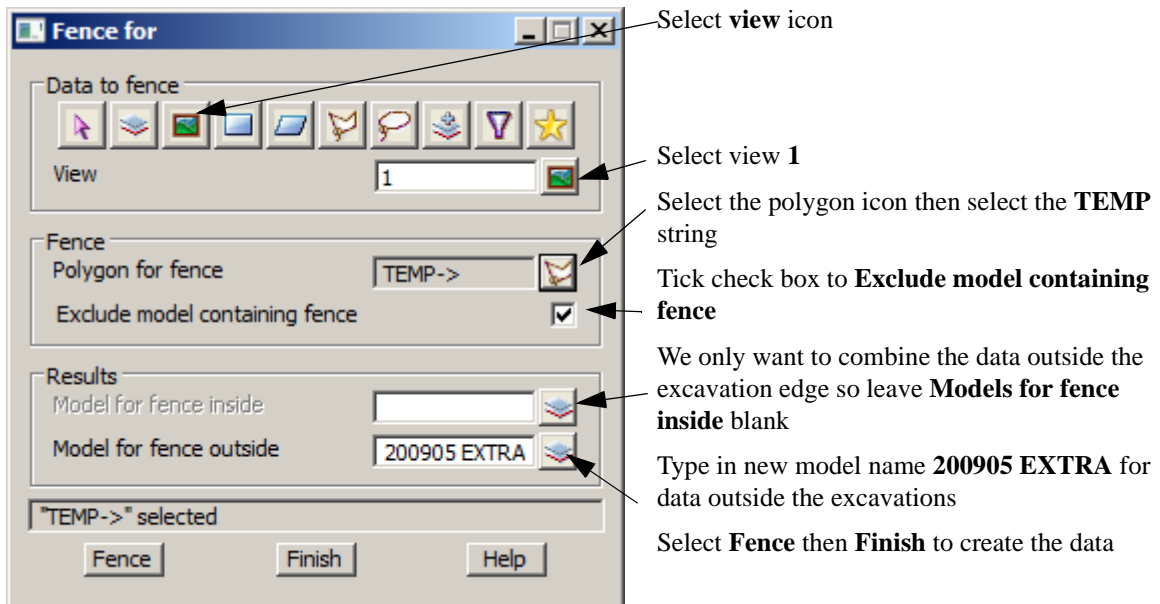 Fence for
Data to fence
View
1
Fence
Polygon for fence
TEMP->
Exclude model containing fence
Results
Model for fence inside
Model for fence outside
200905 EXTRA
"TEMP->" selected
Fence
Finish
Help
Select view icon
Select view 1
Select the polygon icon then select the TEMP
string
Tick check box to Exclude model containing
fence
We only want to combine the data outside the
excavation edge so leave Models for fence
inside blank
Type in new model name 200905 EXTRA for
data outside the excavations
Select Fence then Finish to create the data